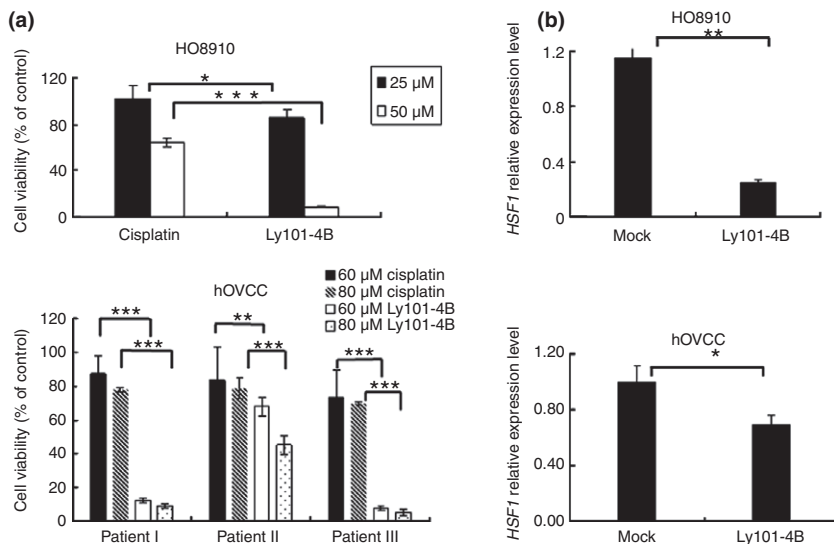 (a)
HO8910
Cell viability (% of control)
120
80
40
0
*
* * *
25 μM
50 μM
Cisplatin
Ly101-4B
(b)
HO8910
HSF1 relative expression level
1.2
0.8
0.4
0
**
Mock
Ly101-4B
hOVCC
Cell viability (% of control)
120
100
80
60
40
20
0
60 μM cisplatin
80 μM cisplatin
60 μM Ly101-4B
80 μM Ly101-4B
***
***
**
***
***
***
Patient I
Patient II
Patient III
hOVCC
HSF1 relative expression level
1.20
0.80
0.40
0.00
*
Mock
Ly101-4B